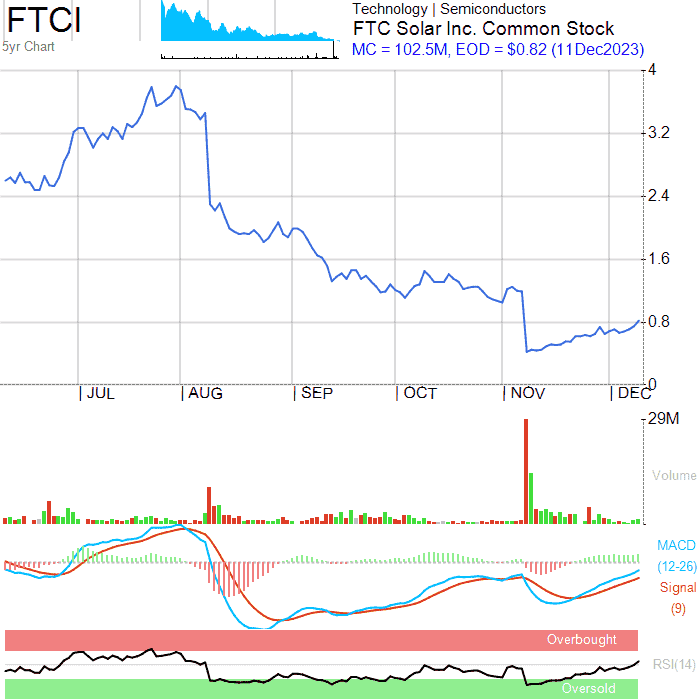 FTCI
5yr Chart
Technology | Semiconductors
FTC Solar Inc. Common Stock
MC = 102.5M, EOD = $0.82 (11Dec2023)
4
3.2
2.4
1.6
0.8
0
JUL AUG SEP OCT NOV DEC
29M
Volume
MACD
(12-26)
Signal
(9)
Overbought
RSI(14)
Oversold